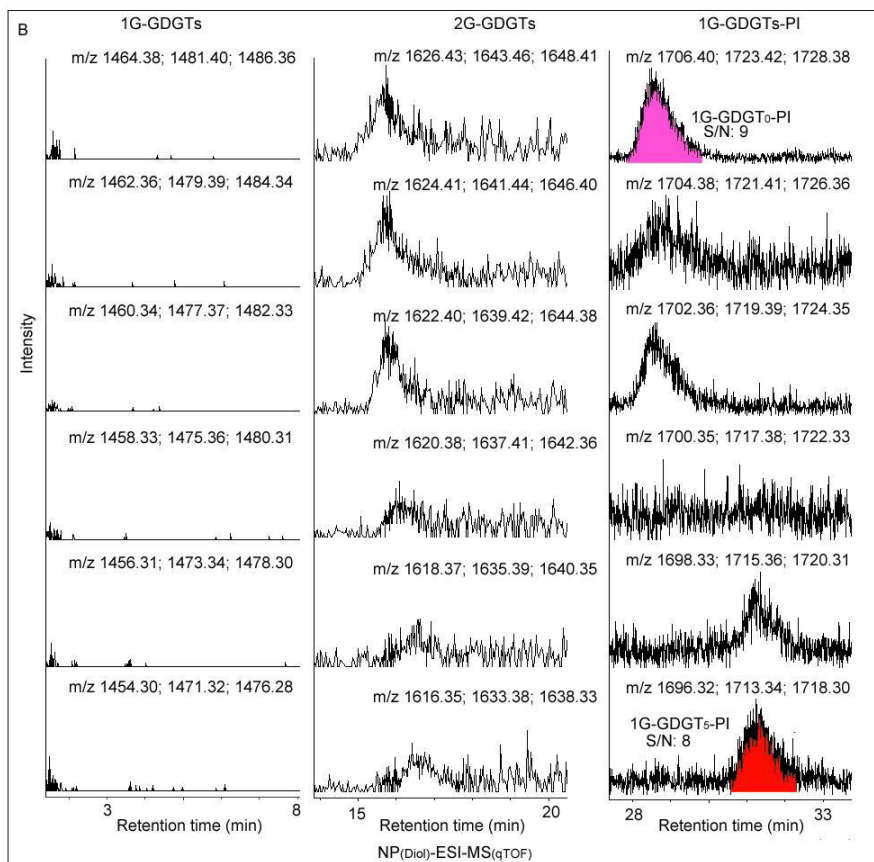 B
1G-GDGTs 2G-GDGTs 1G-GDGTs-PI
m/z 1464.38; 1481.40; 1486.36 m/z 1626.43; 1643.46; 1648.41 m/z 1706.40; 1723.42; 1728.38
1G-GDGT0-PI
S/N: 9
m/z 1462.36; 1479.39; 1484.34 m/z 1624.41; 1641.44; 1646.40 m/z 1704.38; 1721.41; 1726.36
m/z 1460.34; 1477.37; 1482.33 m/z 1622.40; 1639.42; 1644.38 m/z 1702.36; 1719.39; 1724.35
Intensity
m/z 1458.33; 1475.36; 1480.31 m/z 1620.38; 1637.41; 1642.36 m/z 1700.35; 1717.38; 1722.33
m/z 1456.31; 1473.34; 1478.30 m/z 1618.37; 1635.39; 1640.35 m/z 1698.33; 1715.36; 1720.31
m/z 1454.30; 1471.32; 1476.28 m/z 1616.35; 1633.38; 1638.33 m/z 1696.32; 1713.34; 1718.30
1G-GDGT5-PI
S/N: 8
3 8 15 20 28 33
Retention time (min) Retention time (min) Retention time (min)
NP(Diol)-ESI-MS(qTOF)